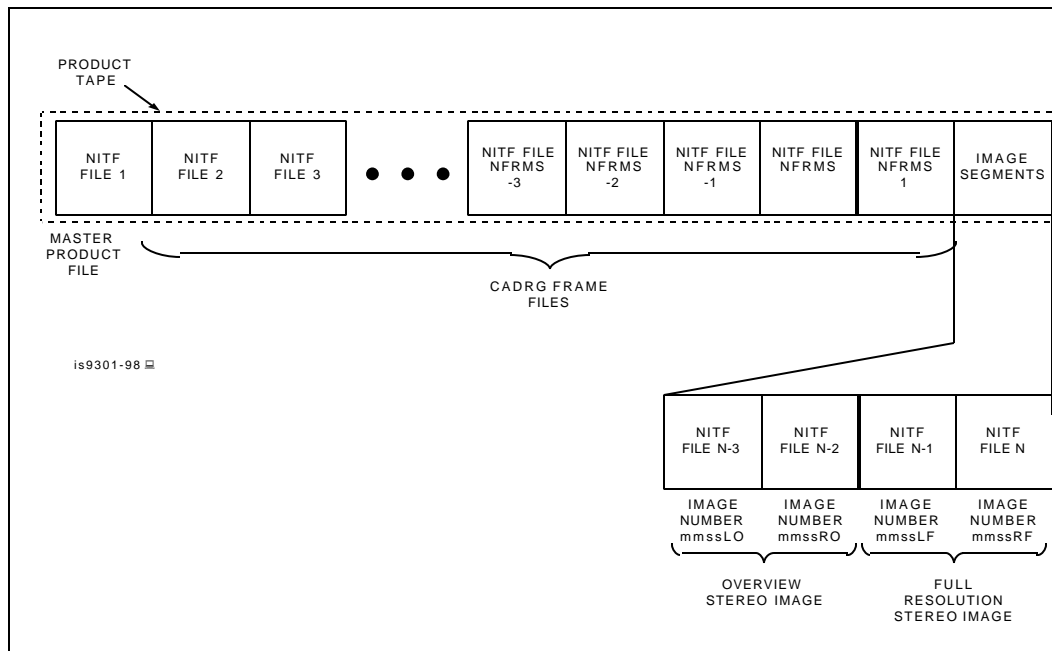 PRODUCT
TAPE
NITF
FILE 1
NITF
FILE 2
NITF
FILE 3
NITF FILE
NFRMS
-3
NITF FILE
NFRMS
-2
NITF FILE
NFRMS
-1
NITF FILE
NFRMS
NITF FILE
NFRMS
1
IMAGE
SEGMENTS
MASTER
PRODUCT
FILE
CADRG FRAME
FILES
is9301-98
NITF
FILE N-3
NITF
FILE N-2
NITF
FILE N-1
NITF
FILE N
IMAGE
NUMBER
mmssLO
IMAGE
NUMBER
mmssRO
IMAGE
NUMBER
mmssLF
IMAGE
NUMBER
mmssRF
OVERVIEW
STEREO IMAGE
FULL
RESOLUTION
STEREO IMAGE